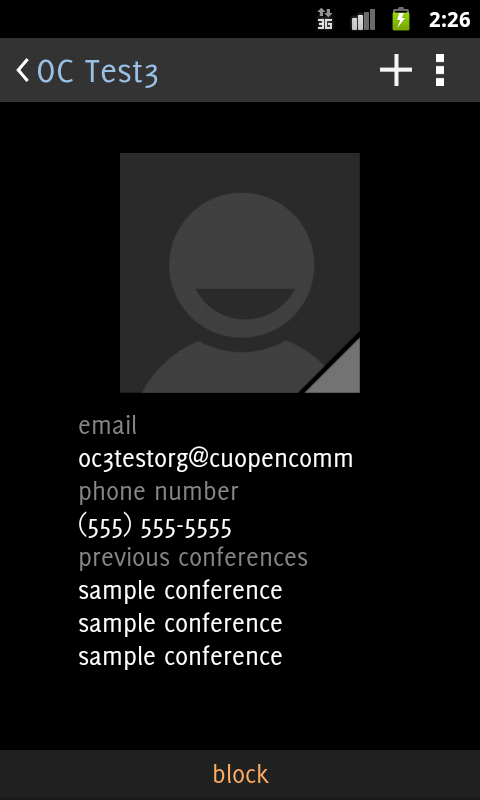 3G
2:26
OC Test3
email
oc3testorg@cuopencomm
phone number
(555) 555-5555
previous conferences
sample conference
sample conference
sample conference
block